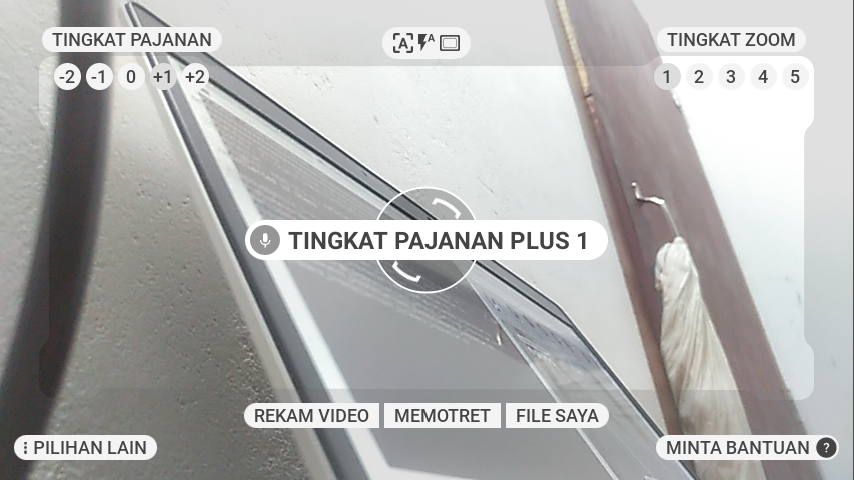 TINGKAT PAJANAN
-2 -1 0 +1 +2
A A
TINGKAT ZOOM
1 2 3 4 5
TINGKAT PAJANAN PLUS 1
REKAM VIDEO
MEMOTRET
FILE SAYA
PILIHAN LAIN
MINTA BANTUAN ?